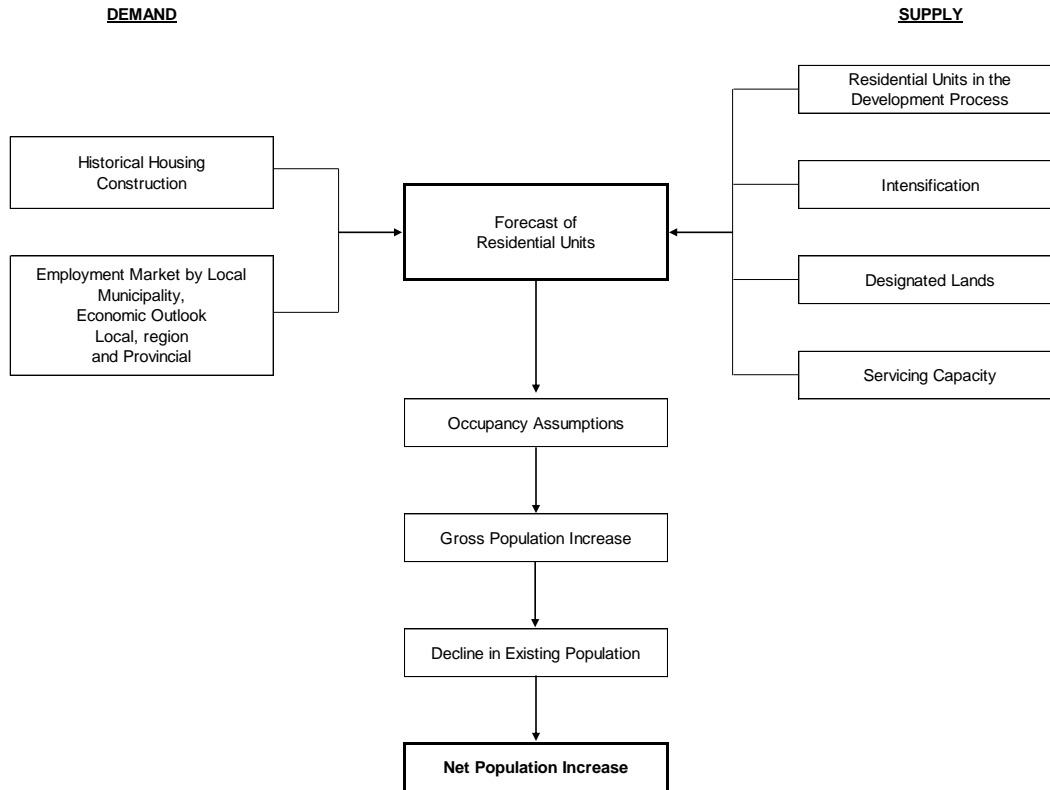 DEMAND
SUPPLY
Residential Units in the
Development Process
Historical Housing
Construction
Intensification
Forecast of
Residential Units
Employment Market by Local
Municipality,
Economic Outlook
Local, region
and Provincial
Designated Lands
Servicing Capacity
Occupancy Assumptions
Gross Population Increase
Decline in Existing Population
Net Population Increase